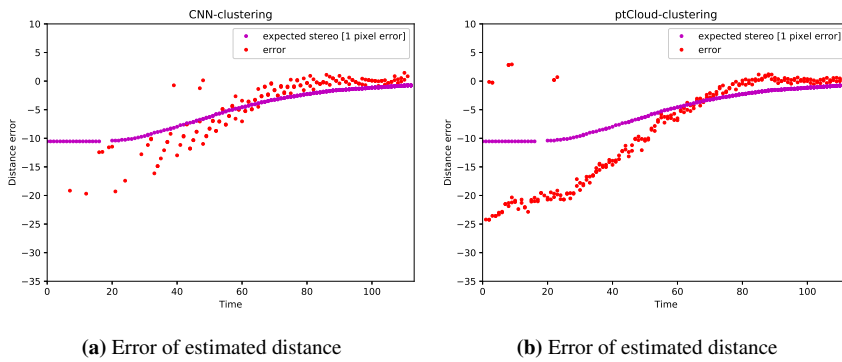 CNN-clustering
expected stereo [1 pixel error]
error
10
5
0
−5
−10
−15
−20
−25
−30
−35
Distance error
0 20 40 60 80 100
Time
(a) Error of estimated distance
ptCloud-clustering
expected stereo [1 pixel error]
error
10
5
0
−5
−10
−15
−20
−25
−30
−35
Distance error
0 20 40 60 80 100
Time
(b) Error of estimated distance